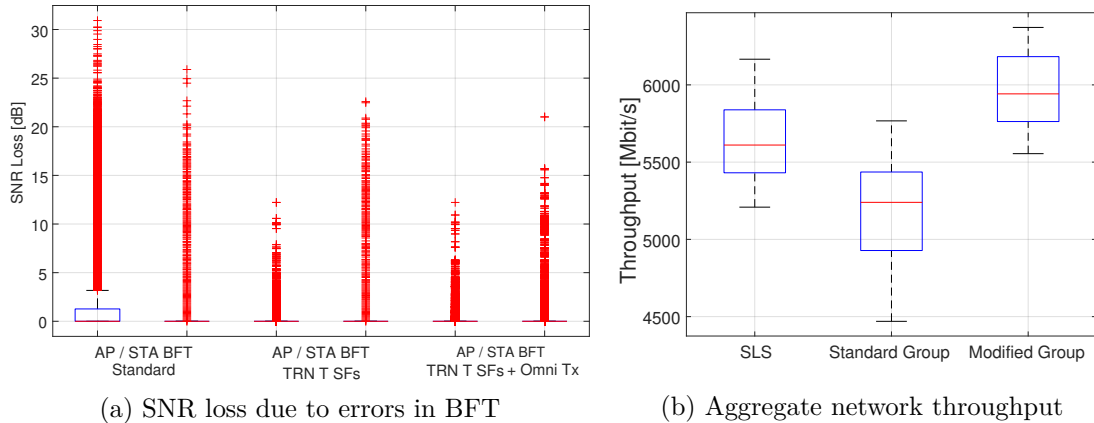 30
25
20
15
10
5
0
SNR Loss [dB]
AP / STA BFT
Standard
AP / STA BFT
TRN T SFs
AP / STA BFT
TRN T SFs + Omni Tx
(a) SNR loss due to errors in BFT
6000
5500
5000
4500
Throughput [Mbit/s]
SLS
Standard Group
Modified Group
(b) Aggregate network throughput